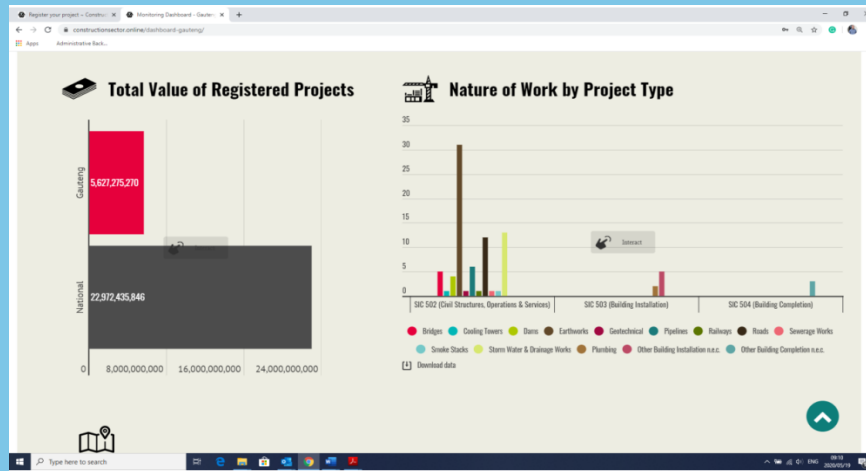 Register your project – Construc
Monitoring Dashboard - Gauten
constructionsector.online/dashboard-gauteng/
Apps
Administrative Back...
Total Value of Registered Projects
Gauteng
5,627,275,270
National
22,972,435,846
0 8,000,000,000 16,000,000,000 24,000,000,000
Nature of Work by Project Type
35
30
25
20
15
10
5
0
Interact
SIC 502 (Civil Structures, Operations & Services) SIC 503 (Building Installation) SIC 504 (Building Completion)
Bridges Cooling Towers Dams Earthworks Geotechnical Pipelines Railways Roads Sewerage Works
Smoke Stacks Storm Water & Drainage Works Plumbing Other Building Installation n.e.c. Other Building Completion n.e.c.
Download data
Type here to search
ENG
09:10
2020/05/19